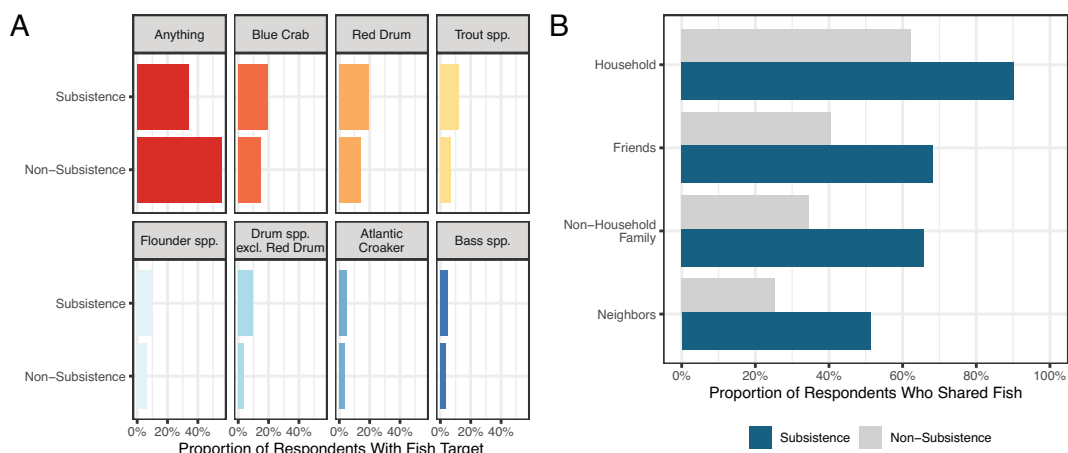 A
Anything
Blue Crab
Red Drum
Trout spp.
Subsistence
Non-Subsistence
Flounder spp.
Drum spp.
excl. Red Drum
Atlantic
Croaker
Bass spp.
Subsistence
Non-Subsistence
0% 20% 40% 0% 20% 40% 0% 20% 40% 0% 20% 40%
Proportion of Respondents With Fish Target
B
Household
Friends
Non-Household
Family
Neighbors
0% 20% 40% 60% 80% 100%
Proportion of Respondents Who Shared Fish
Subsistence Non-Subsistence